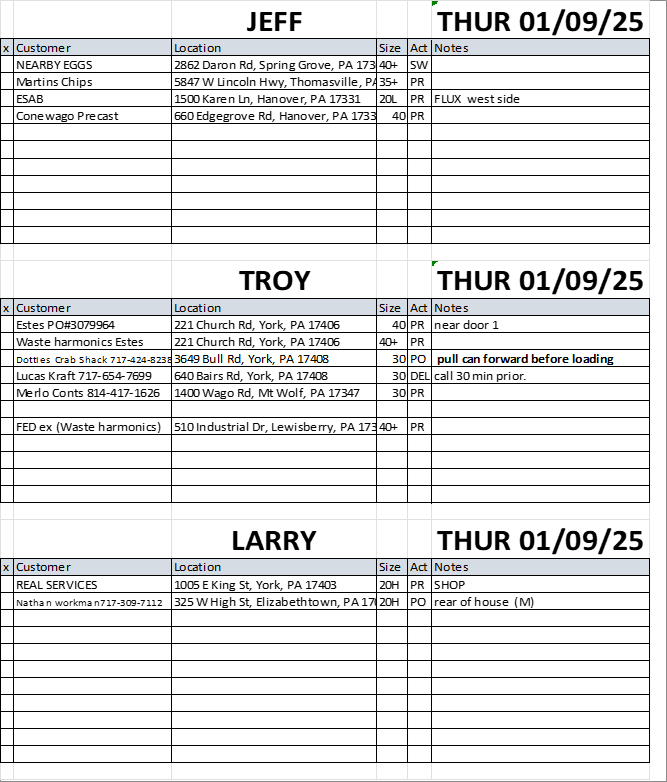 JEFF THUR 01/09/25
x Customer Location Size Act Notes
NEARBY EGGS 2862 Daron Rd, Spring Grove, PA 173 40+ SW
Martins Chips 5847 W Lincoln Hwy, Thomasville, PA 35+ PR
ESAB 1500 Karen Ln, Hanover, PA 17331 20L PR FLUX west side
Conewago Precast 660 Edgegrove Rd, Hanover, PA 1733 40 PR
TROY THUR 01/09/25
x Customer Location Size Act Notes
Estes PO#3079964 221 Church Rd, York, PA 17406 40 PR near door 1
Waste harmonics Estes 221 Church Rd, York, PA 17406 40+ PR
Dotties Crab Shack 717-424-8238 3649 Bull Rd, York, PA 17408 30 PO pull can forward before loading
Lucas Kraft 717-654-7699 640 Bairs Rd, York, PA 17408 30 DEL call 30 min prior.
Merlo Conts 814-417-1626 1400 Wago Rd, Mt Wolf, PA 17347 30 PR
FED ex (Waste harmonics) 510 Industrial Dr, Lewisberry, PA 173 40+ PR
LARRY THUR 01/09/25
x Customer Location Size Act Notes
REAL SERVICES 1005 E King St, York, PA 17403 20H PR SHOP
Nathan workman717-309-7112 325 W High St, Elizabethtown, PA 170 20H PO rear of house (M)